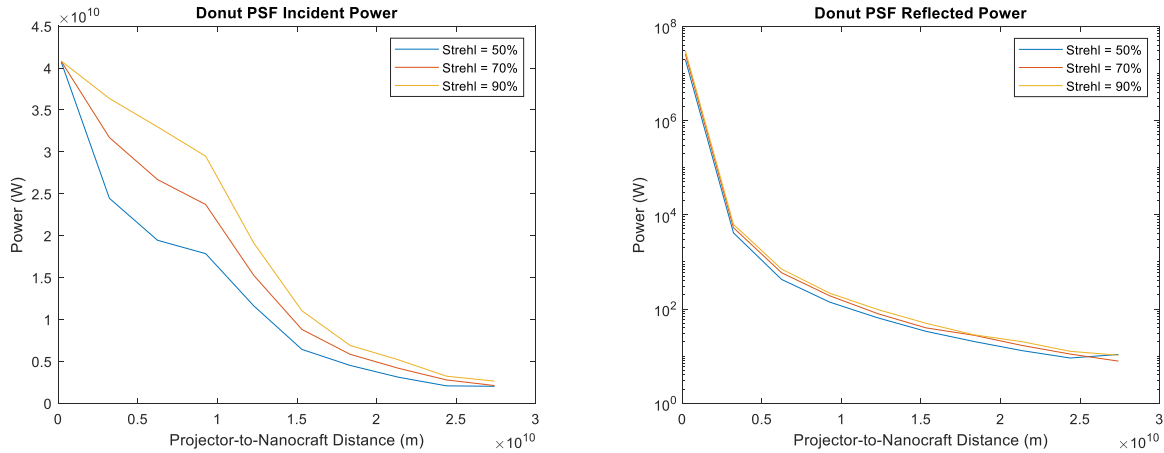 Donut PSF Incident Power
×10^10
4.5
4
3.5
3
2.5
2
1.5
1
0.5
0
Power (W)
Strehl = 50%
Strehl = 70%
Strehl = 90%
0 0.5 1 1.5 2 2.5 3
Projector-to-Nanocraft Distance (m)
×10^10
Donut PSF Reflected Power
10^8
10^6
10^4
10^2
10^0
Power (W)
Strehl = 50%
Strehl = 70%
Strehl = 90%
0 0.5 1 1.5 2 2.5 3
Projector-to-Nanocraft Distance (m)
×10^10